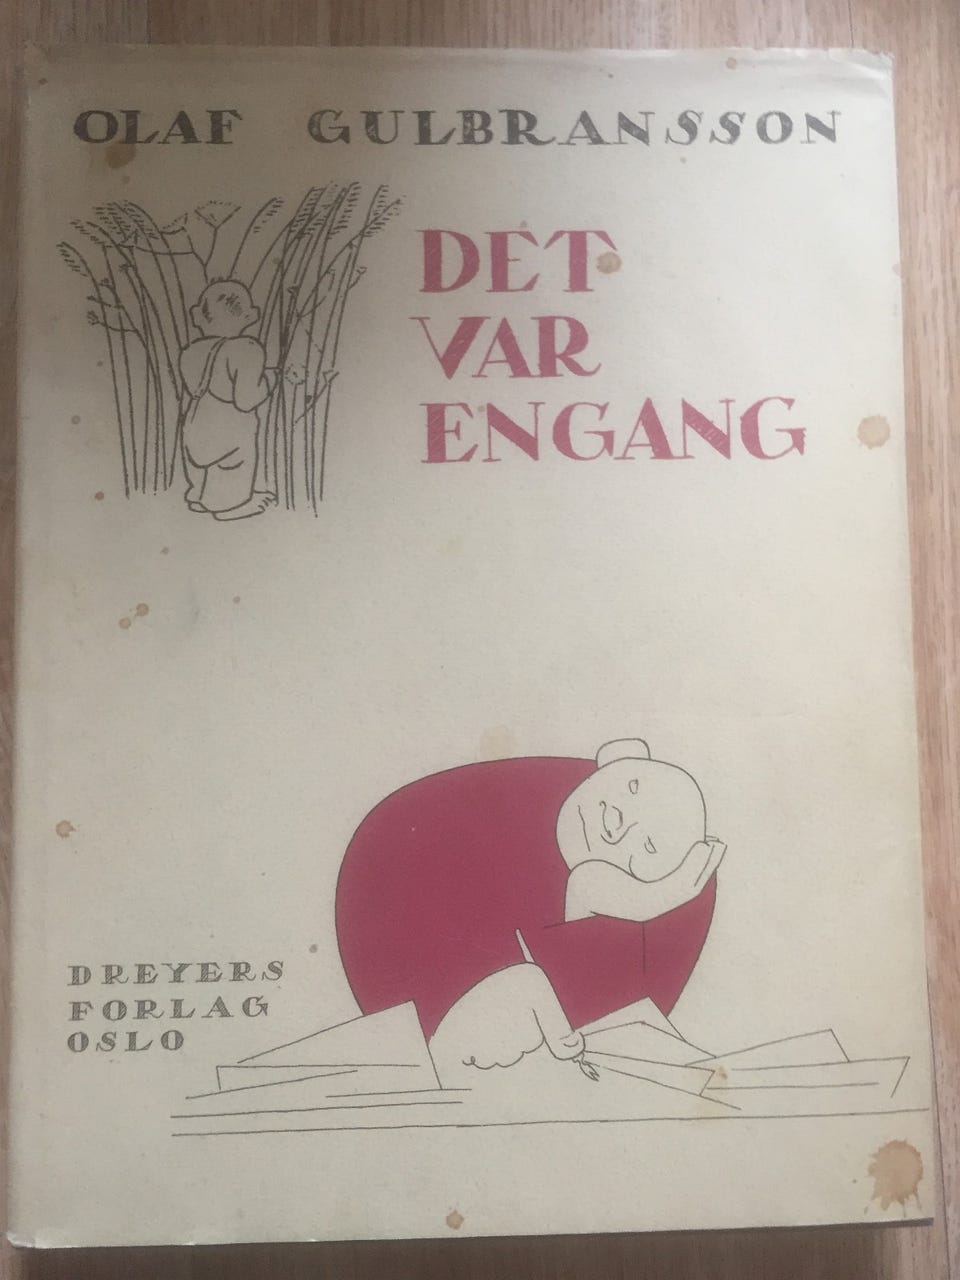 OLAF GULBRANSSON
DET
VAR
ENGANG
DREYERS
FORLAG
OSLO